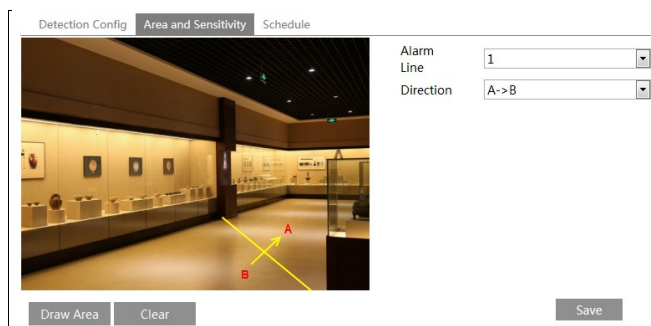 Detection Config Area and Sensitivity Schedule
Alarm Line 1
Direction A->B
A
B
Draw Area Clear Save